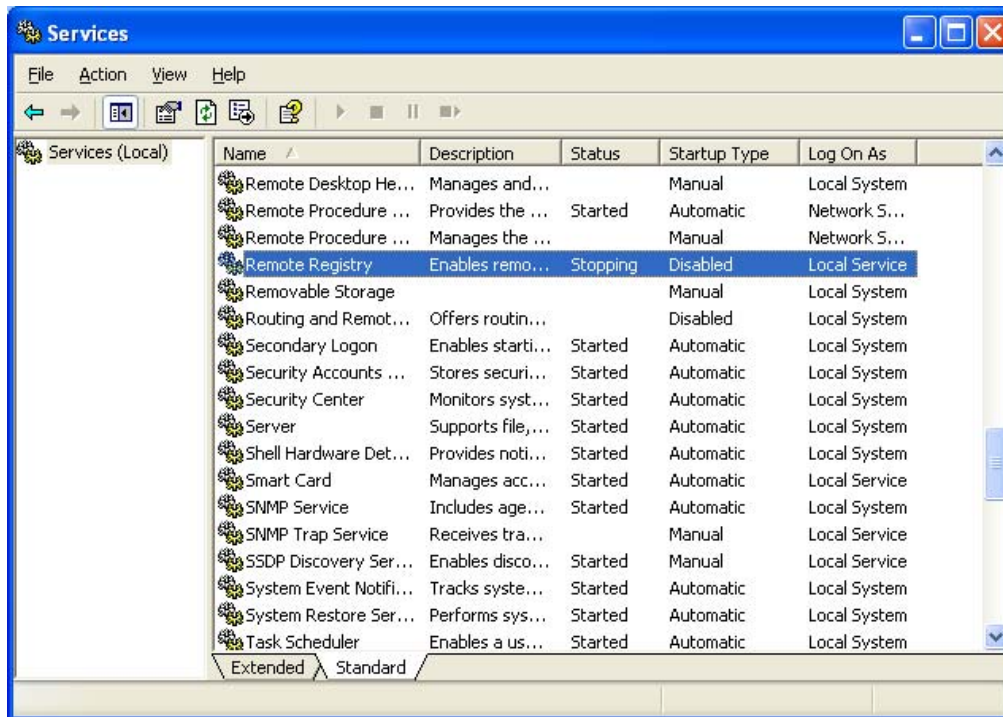 Services
File Action View Help
Services (Local)
Name Description Status Startup Type Log On As
Remote Desktop He... Manages and... Manual Local System
Remote Procedure ... Provides the ... Started Automatic Network S...
Remote Procedure ... Manages the ... Manual Network S...
Remote Registry Enables remo... Stopping Disabled Local Service
Removable Storage Manual Local System
Routing and Remot... Offers routin... Disabled Local System
Secondary Logon Enables starti... Started Automatic Local System
Security Accounts ... Stores securi... Started Automatic Local System
Security Center Monitors syst... Started Automatic Local System
Server Supports file,... Started Automatic Local System
Shell Hardware Det... Provides noti... Started Automatic Local System
Smart Card Manages acc... Started Automatic Local Service
SNMP Service Includes age... Started Automatic Local System
SNMP Trap Service Receives tra... Manual Local Service
SSDP Discovery Ser... Enables disco... Started Manual Local Service
System Event Notifi... Tracks syste... Started Automatic Local System
System Restore Ser... Performs sys... Started Automatic Local System
Task Scheduler Enables a us... Started Automatic Local System
Extended Standard